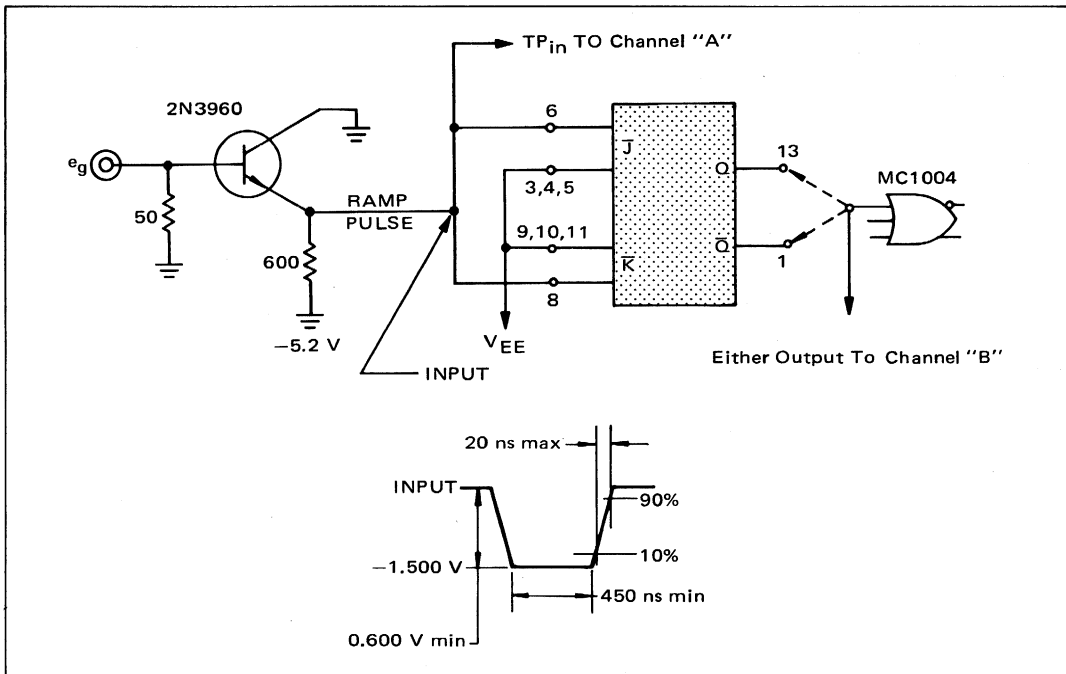 TPin TO Channel "A"
2N3960
eg
50
600
−5.2 V
RAMP
PULSE
INPUT
6
3,4,5
9,10,11
8
VEE
J̅
K̅
Q
Q̅
13
1
MC1004
Either Output To Channel "B"
20 ns max
INPUT
90%
10%
−1.500 V
450 ns min
0.600 V min